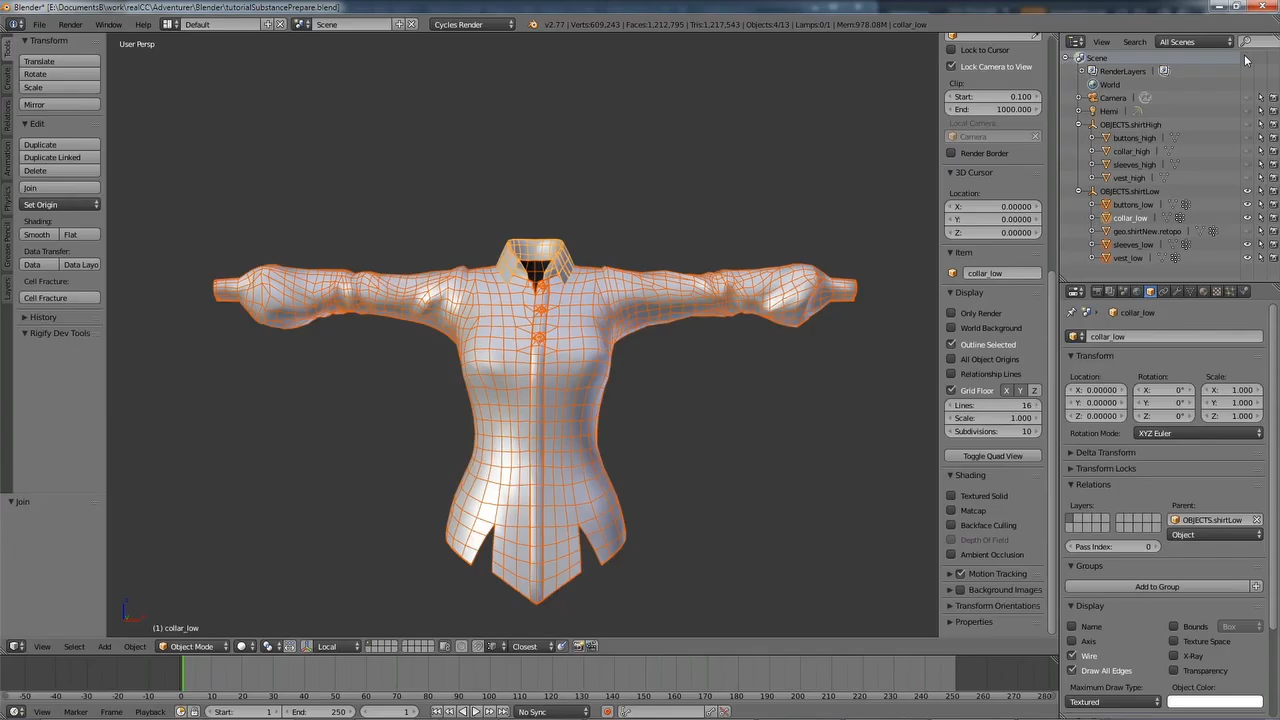 Blender* [E:\DocumentsB\work\realCC\Adventurer\Blender\tutorialSubstancePrepare.blend]
File Render Window Help Default Scene Cycles Render v2.77 | Verts:609,243 | Faces:1,212,795 | Tris:1,217,543 | Objects:4/13 | Lamps:0/1 | Mem:978.08M | collar_low
Tools
Create
Relations
Animation
Physics
Grease Pencil
Layers
Transform
Translate
Rotate
Scale
Mirror
Edit
Duplicate
Duplicate Linked
Delete
Join
Set Origin
Shading:
Smooth Flat
Data Transfer:
Data Data Layo
Cell Fracture:
Cell Fracture
History
Rigify Dev Tools
Join
User Persp
(1) collar_low
Lock to Cursor
Lock Camera to View
Clip:
Start: 0.100
End: 1000.000
Local Camera:
Camera
Render Border
3D Cursor
Location:
X: 0.00000
Y: 0.00000
Z: 0.00000
Item
collar_low
Display
Only Render
World Background
Outline Selected
All Object Origins
Relationship Lines
Grid Floor X Y Z
Lines: 16
Scale: 1.000
Subdivisions: 10
Toggle Quad View
Shading
Textured Solid
Matcap
Backface Culling
Depth Of Field
Ambient Occlusion
Motion Tracking
Background Images
Transform Orientations
Properties
View Search All Scenes
Scene
RenderLayers
World
Camera
Hemi
OBJECTS.shirtHigh
buttons_high
collar_high
sleeves_high
vest_high
OBJECTS.shirtLow
buttons_low
collar_low
geo.shirtNew.retopo
sleeves_low
vest_low
collar_low
collar_low
Transform
Location: Rotation: Scale:
X: 0.00000 X: 0° X: 1.000
Y: 0.00000 Y: 0° Y: 1.000
Z: 0.00000 Z: 0° Z: 1.000
Rotation Mode: XYZ Euler
Delta Transform
Transform Locks
Relations
Layers: Parent:
OBJECTS.shirtLow
Object
Pass Index: 0
Groups
Add to Group
Display
Name Bounds Box
Axis Texture Space
Wire X-Ray
Draw All Edges Transparency
Maximum Draw Type: Object Color:
Textured
View Select Add Object Object Mode Local Closest
-50 -40 -30 -20 -10 0 10 20 30 40 50 60 70 80 90 100 110 120 130 140 150 160 170 180 190 200 210 220 230 240 250 260 270 280
View Marker Frame Playback Start: 1 End: 250 1 No Sync